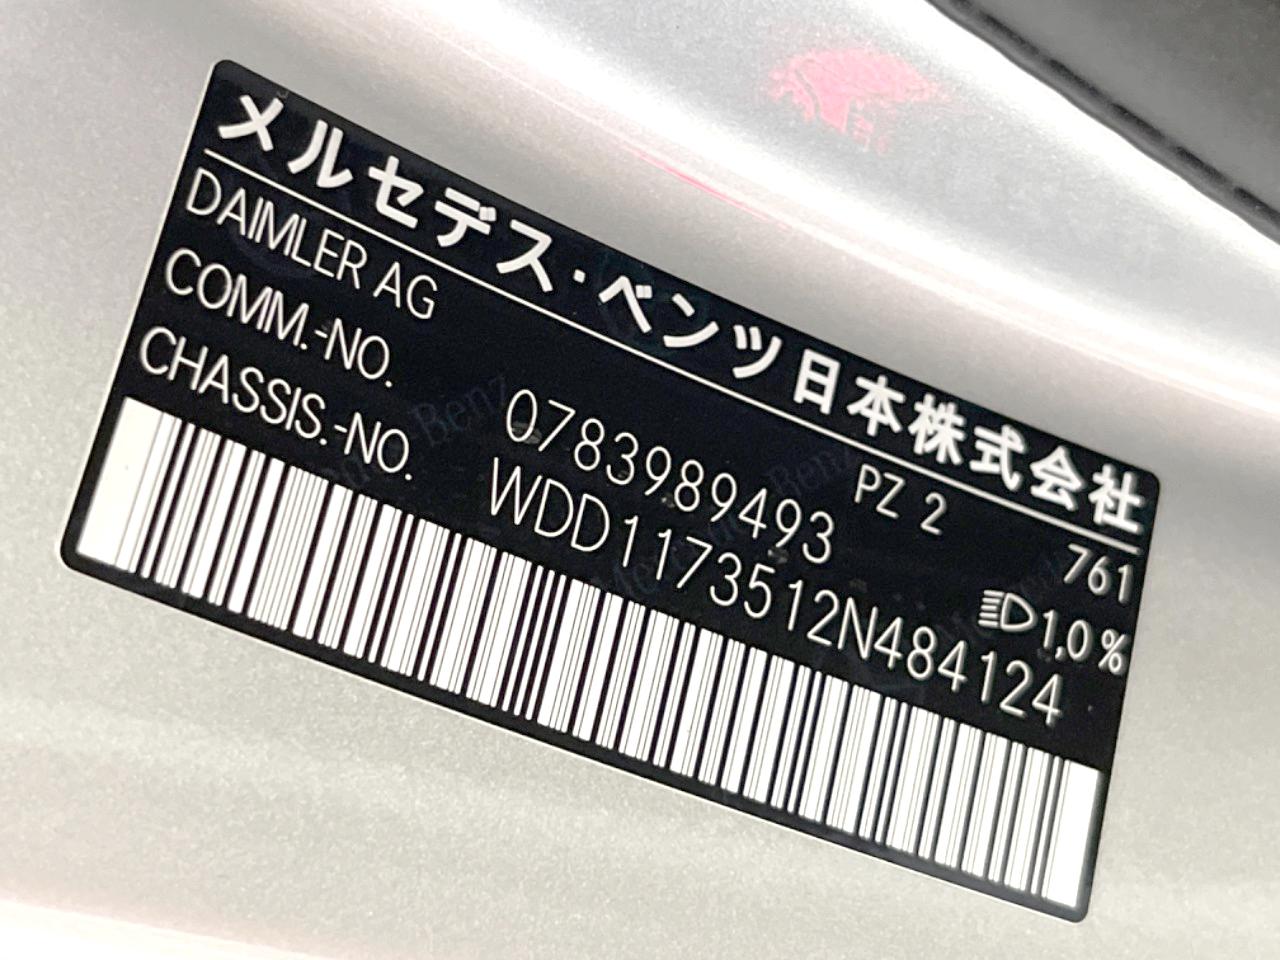 メルセデス・ベンツ日本株式会社
DAIMLER AG PZ 2 761
COMM.-NO. 0783989493 1,0 %
CHASSIS.-NO. WDD1173512N484124